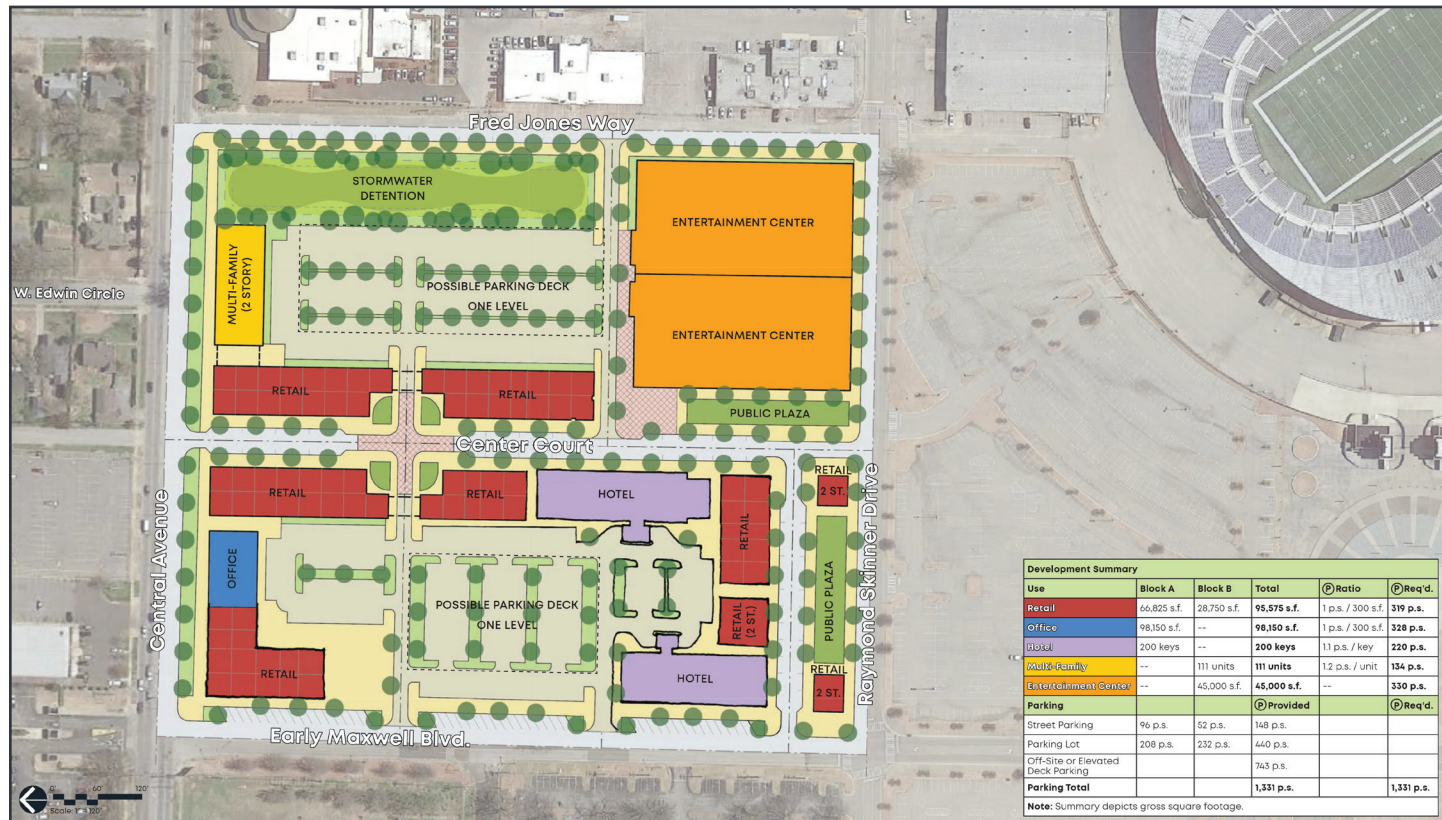 Fred Jones Way
STORMWATER
DETENTION
ENTERTAINMENT CENTER
MULTI-FAMILY
(2 STORY)
W. Edwin Circle
POSSIBLE PARKING DECK
ONE LEVEL
ENTERTAINMENT CENTER
RETAIL
RETAIL
PUBLIC PLAZA
Center Court
RETAIL
RETAIL
HOTEL
RETAIL
RETAIL
2 ST.
Central Avenue
OFFICE
POSSIBLE PARKING DECK
ONE LEVEL
RETAIL
(2 ST.)
PUBLIC PLAZA
Raymond Skinner Drive
RETAIL
HOTEL
RETAIL
2 ST.
Early Maxwell Blvd.
0' 60' 120'
Scale: 1" = 120'
Development Summary
Use Block A Block B Total P Ratio P Req'd.
Retail 66,825 s.f. 28,750 s.f. 95,575 s.f. 1 p.s. / 300 s.f. 319 p.s.
Office 98,150 s.f. -- 98,150 s.f. 1 p.s. / 300 s.f. 328 p.s.
Hotel 200 keys -- 200 keys 1.1 p.s. / key 220 p.s.
Multi-Family -- 111 units 111 units 1.2 p.s. / unit 134 p.s.
Entertainment Center -- 45,000 s.f. 45,000 s.f. -- 330 p.s.
Parking P Provided P Req'd.
Street Parking 96 p.s. 52 p.s. 148 p.s.
Parking Lot 208 p.s. 232 p.s. 440 p.s.
Off-Site or Elevated
Deck Parking 743 p.s.
Parking Total 1,331 p.s. 1,331 p.s.
Note: Summary depicts gross square footage.